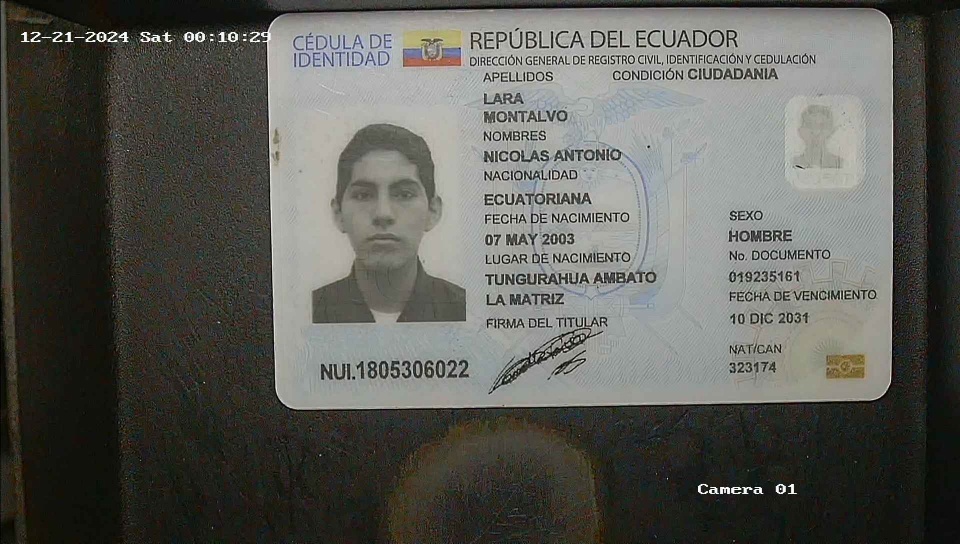 12-21-2024 Sat 00:10:29
CÉDULA DE
IDENTIDAD
REPÚBLICA DEL ECUADOR
DIRECCIÓN GENERAL DE REGISTRO CIVIL, IDENTIFICACIÓN Y CEDULACIÓN
APELLIDOS
CONDICIÓN CIUDADANIA
LARA
MONTALVO
NOMBRES
NICOLAS ANTONIO
NACIONALIDAD
ECUATORIANA
FECHA DE NACIMIENTO
07 MAY 2003
LUGAR DE NACIMIENTO
TUNGURAHUA AMBATO
LA MATRIZ
FIRMA DEL TITULAR
SEXO
HOMBRE
No. DOCUMENTO
019235161
FECHA DE VENCIMIENTO
10 DIC 2031
NAT/CAN
323174
NUI.1805306022
Camera 01